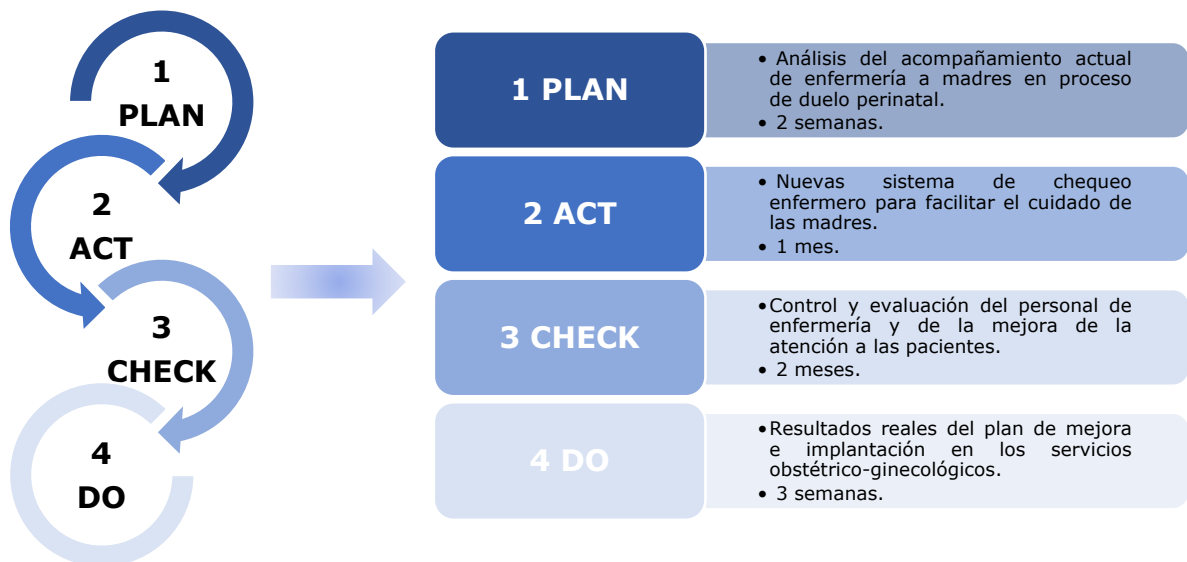 1
PLAN
2
ACT
3
CHECK
4
DO
1 PLAN
• Análisis del acompañamiento actual
de enfermería a madres en proceso
de duelo perinatal.
• 2 semanas.
2 ACT
• Nuevas sistema de chequeo
enfermero para facilitar el cuidado de
las madres.
• 1 mes.
3 CHECK
•Control y evaluación del personal de
enfermería y de la mejora de la
atención a las pacientes.
• 2 meses.
4 DO
•Resultados reales del plan de mejora
e implantación en los servicios
obstétrico-ginecológicos.
• 3 semanas.